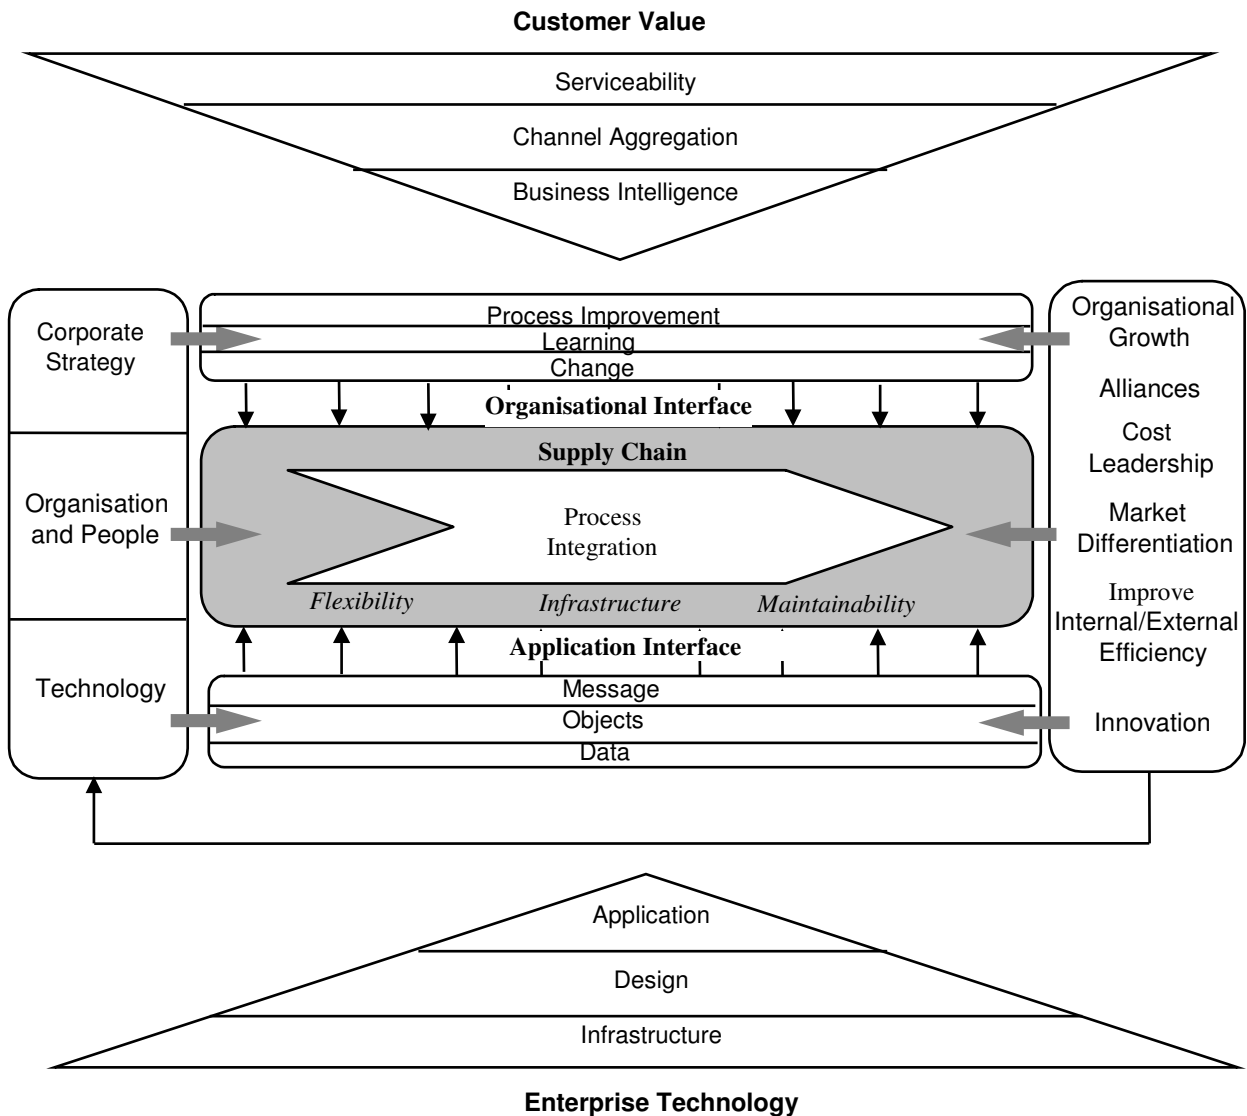 Customer Value
Serviceability
Channel Aggregation
Business Intelligence
Corporate
Strategy
Organisation
and People
Technology
Process Improvement
Learning
Change
Organisational Interface
Supply Chain
Process
Integration
Flexibility
Infrastructure
Maintainability
Application Interface
Message
Objects
Data
Organisational
Growth
Alliances
Cost
Leadership
Market
Differentiation
Improve
Internal/External
Efficiency
Innovation
Application
Design
Infrastructure
Enterprise Technology